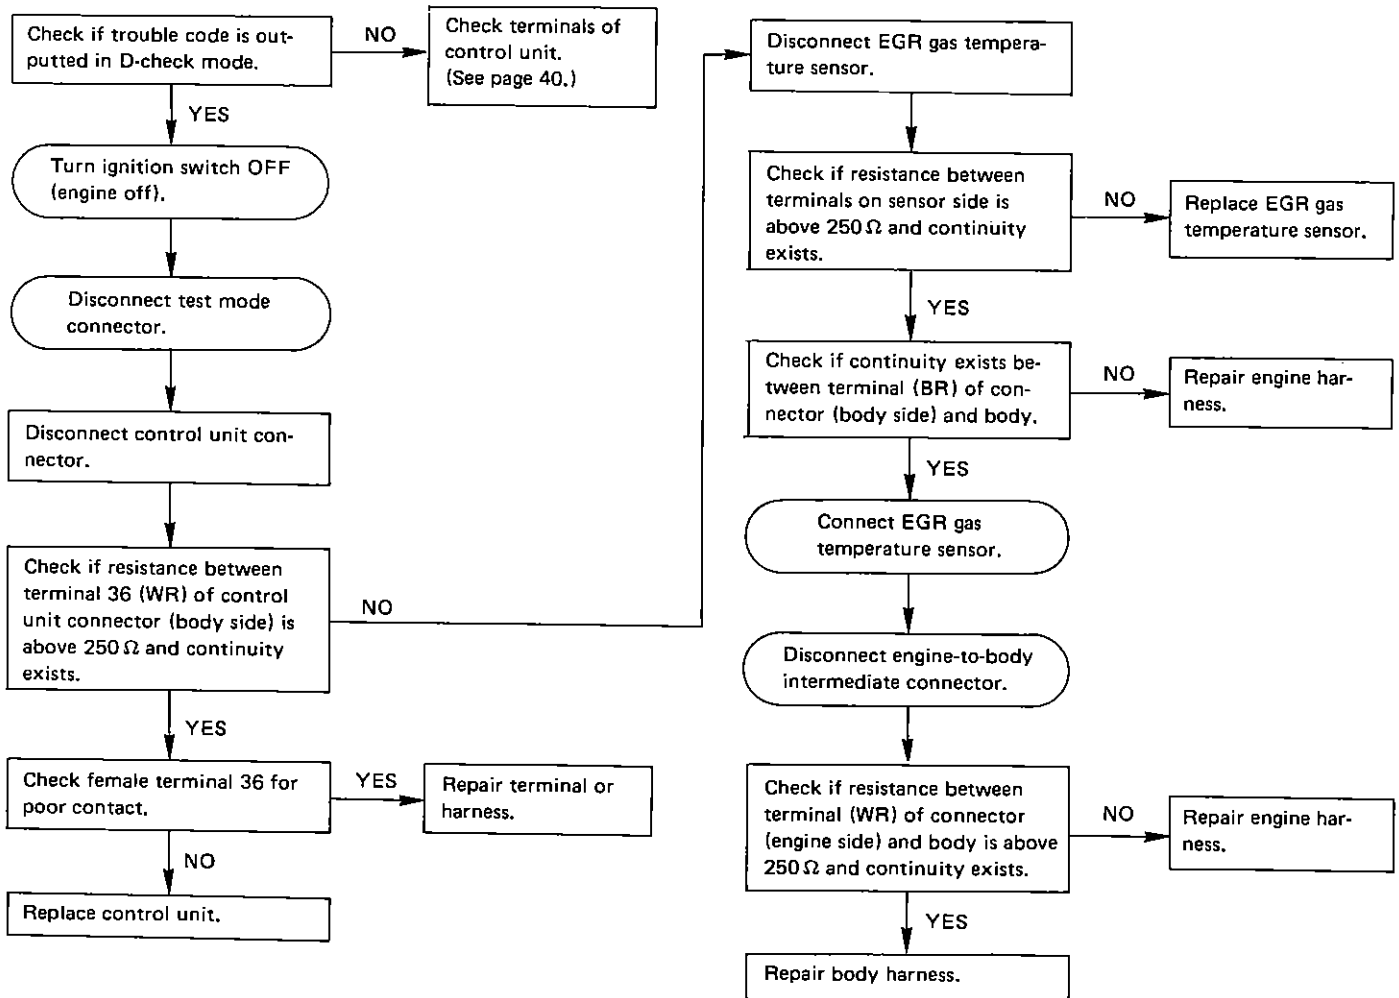 Check if trouble code is out-
putted in D-check mode.
NO
Check terminals of
control unit.
(See page 40.)
YES
Turn ignition switch OFF
(engine off).
Disconnect test mode
connector.
Disconnect control unit con-
nector.
Check if resistance between
terminal 36 (WR) of control
unit connector (body side) is
above 250 Ω and continuity
exists.
NO
YES
Check female terminal 36 for
poor contact.
YES
Repair terminal or
harness.
NO
Replace control unit.
Disconnect EGR gas tempera-
ture sensor.
Check if resistance between
terminals on sensor side is
above 250 Ω and continuity
exists.
NO
Replace EGR gas
temperature sensor.
YES
Check if continuity exists be-
tween terminal (BR) of con-
nector (body side) and body.
NO
Repair engine har-
ness.
YES
Connect EGR gas
temperature sensor.
Disconnect engine-to-body
intermediate connector.
Check if resistance between
terminal (WR) of connector
(engine side) and body is above
250 Ω and continuity exists.
NO
Repair engine har-
ness.
YES
Repair body harness.